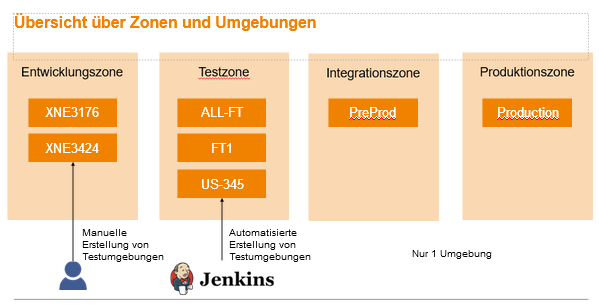 Übersicht über Zonen und Umgebungen
Entwicklungszone
XNE3176
XNE3424
Manuelle
Erstellung von
Testumgebungen
Testzone
ALL-FT
FT1
US-345
Automatisierte
Erstellung von
Testumgebungen
Jenkins
Integrationszone
PreProd
Produktionszone
Production
Nur 1 Umgebung